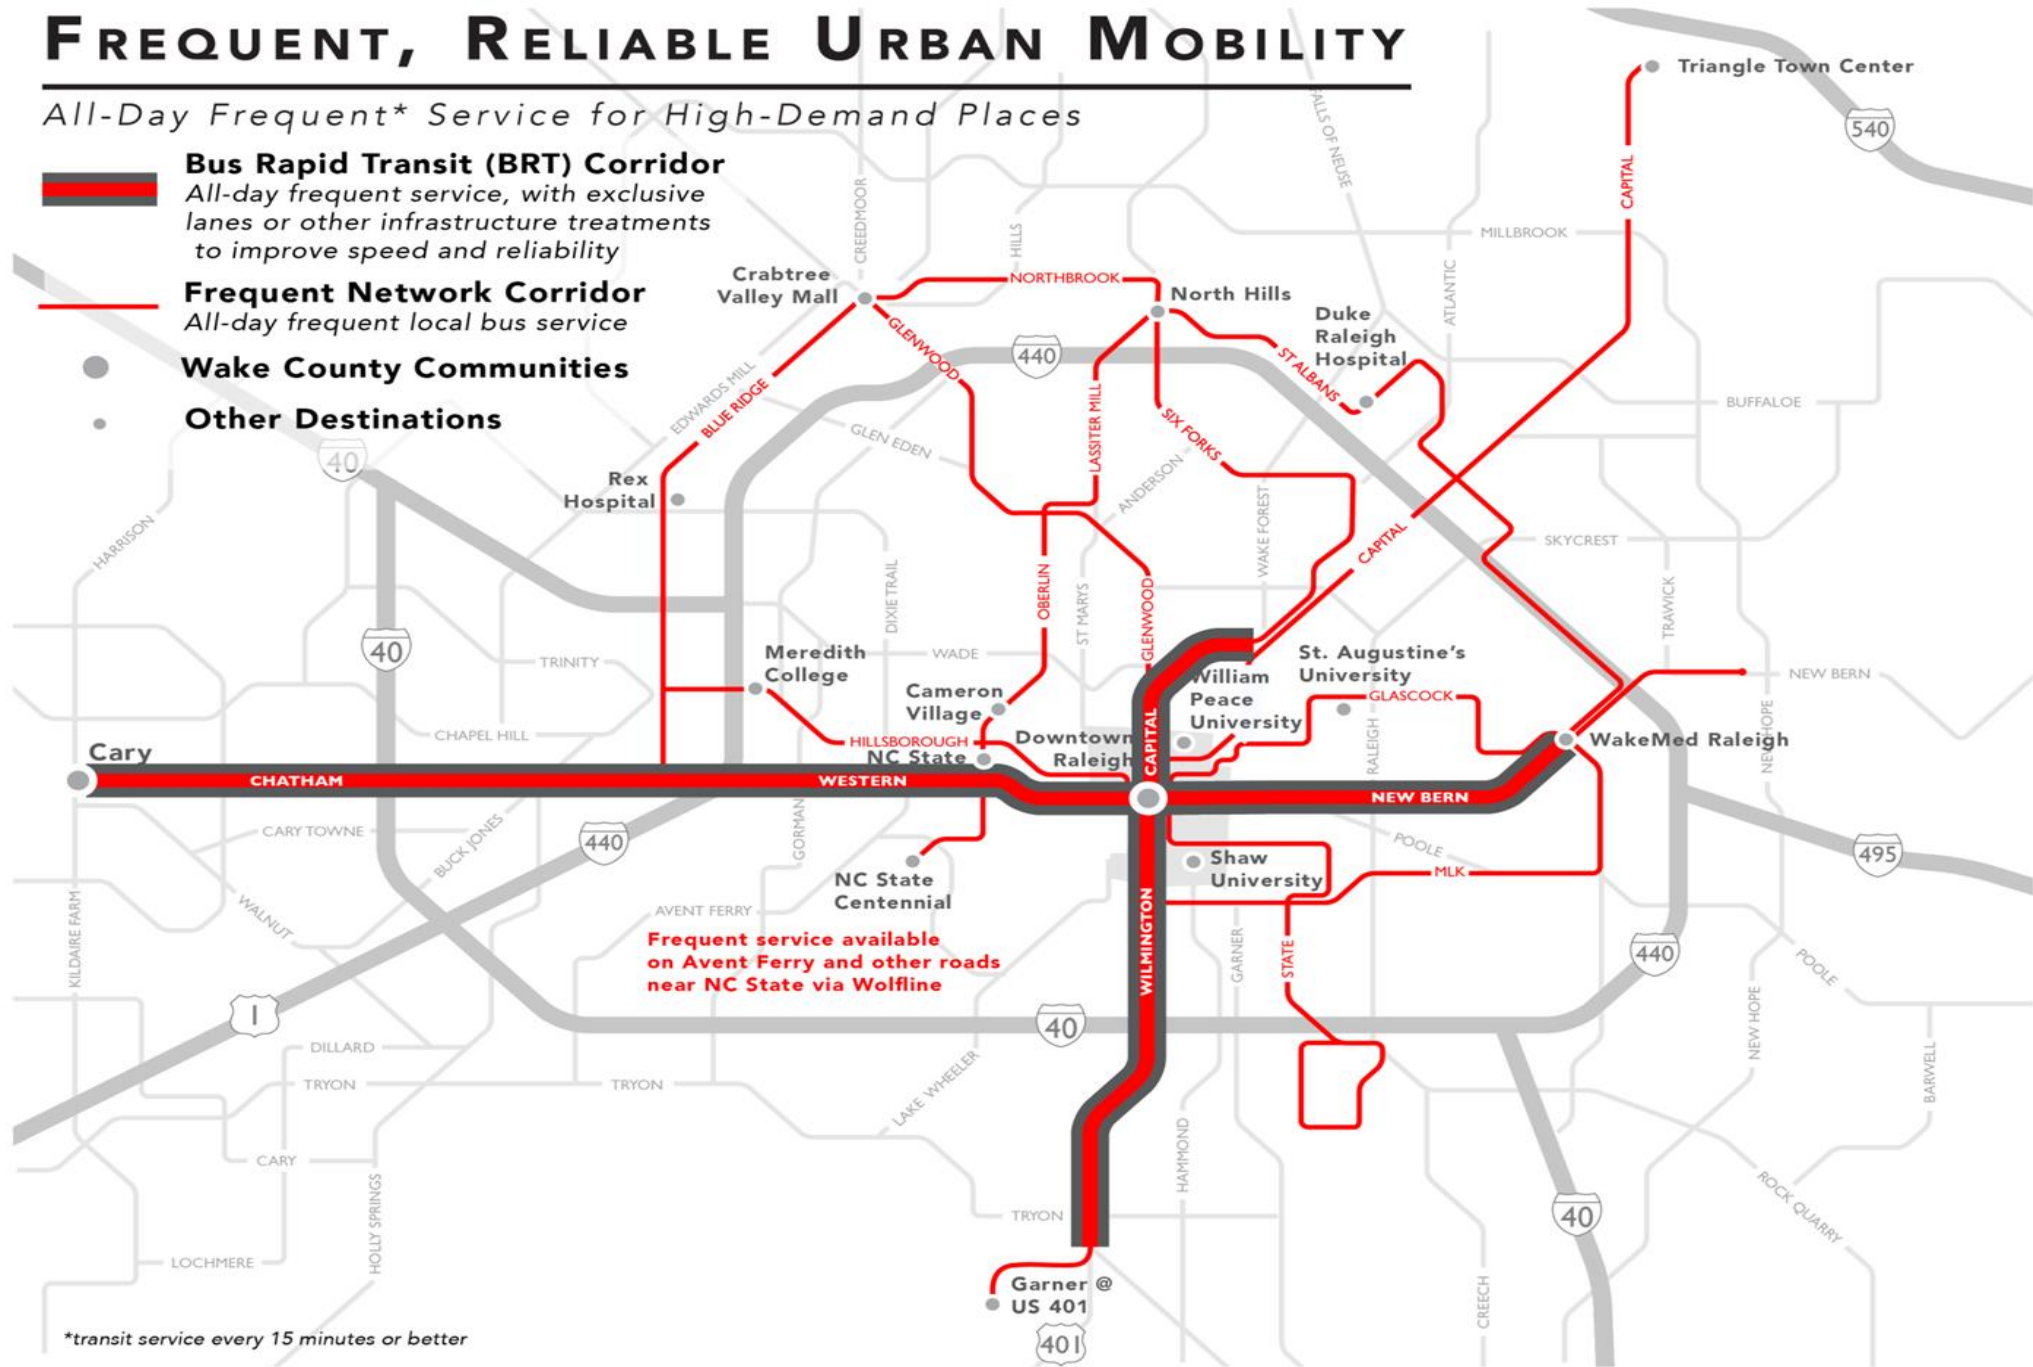 FREQUENT, RELIABLE URBAN MOBILITY
All-Day Frequent* Service for High-Demand Places
Bus Rapid Transit (BRT) Corridor
All-day frequent service, with exclusive
lanes or other infrastructure treatments
to improve speed and reliability
Frequent Network Corridor
All-day frequent local bus service
Wake County Communities
Other Destinations
Triangle Town Center
540
FALLS OF NEUSE
CAPITAL
CREEDMOOR
HILLS
MILLBROOK
ATLANTIC
Crabtree
Valley Mall
NORTHBROOK
North Hills
Duke
Raleigh
Hospital
GLENWOOD
440
ST ALBANS
EDWARDS MILL
BLUE RIDGE
LASSITER MILL
SIX FORKS
BUFFALOE
GLEN EDEN
40
Rex
Hospital
ANDERSON
WAKE FOREST
CAPITAL
SKYCREST
HARRISON
DIXIE TRAIL
OBERLIN
ST MARYS
GLENWOOD
TRAWICK
40
TRINITY
Meredith
College
WADE
St. Augustine's
University
William
Peace
University
GLASCOCK
NEW BERN
Cameron
Village
CHAPEL HILL
HILLSBOROUGH
NC State
Downtown
Raleigh
CAPITAL
RALEIGH
NEW HOPE
WakeMed Raleigh
Cary
CHATHAM
WESTERN
NEW BERN
CARY TOWNE
BUCK JONES
440
GORMAN
POOLE
495
Shaw
University
MLK
NC State
Centennial
KILDAIRE FARM
WALNUT
AVENT FERRY
WILMINGTON
GARNER
STATE
440
POOLE
Frequent service available
on Avent Ferry and other roads
near NC State via Wolfline
1
40
NEW HOPE
DILLARD
TRYON
TRYON
LAKE WHEELER
BARWELL
CARY
HOLLY SPRINGS
HAMMOND
ROCK QUARRY
TRYON
40
LOCHMERE
Garner @
US 401
CREECH
401
*transit service every 15 minutes or better